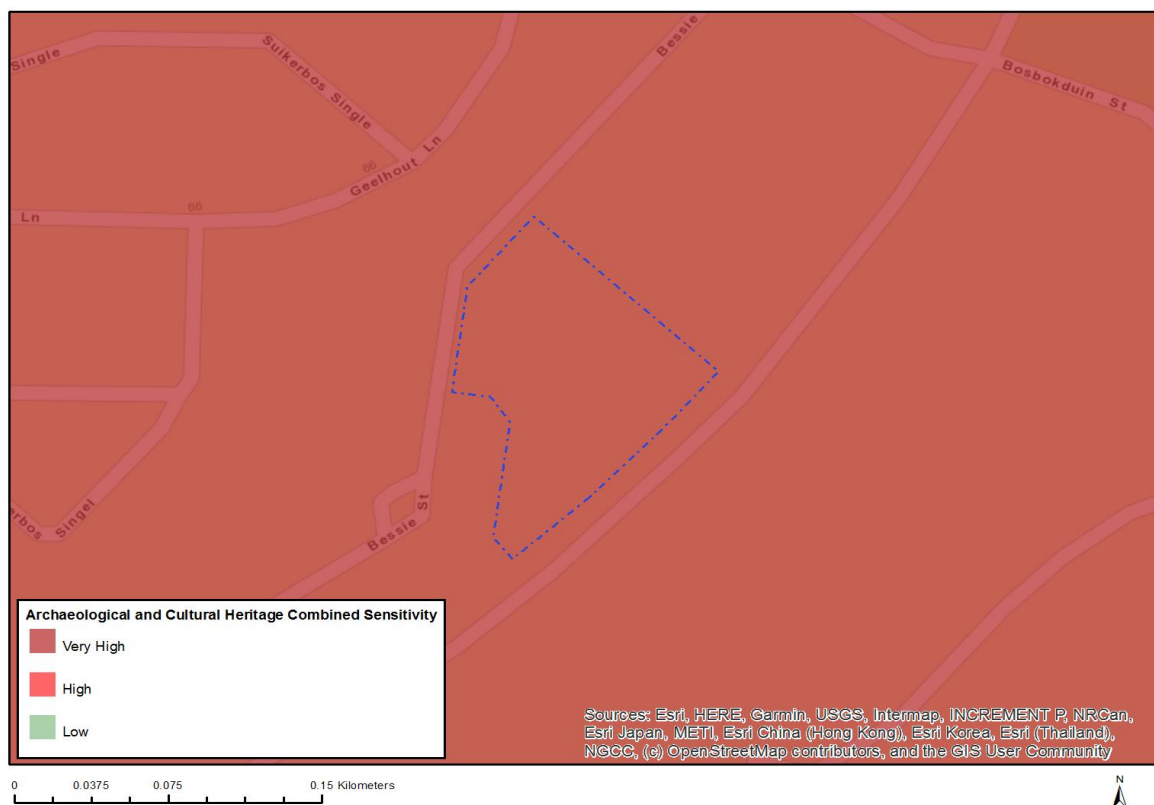 Single
Suikerbos Single
Bessie
Bosbokduin St
66
Geelhout Ln
66
Ln
erbos Singel
Bessie St
Archaeological and Cultural Heritage Combined Sensitivity
Very High
High
Low
Sources: Esri, HERE, Garmin, USGS, Intermap, INCREMENT P, NRCan,
Esri Japan, METI, Esri China (Hong Kong), Esri Korea, Esri (Thailand),
NGCC, (c) OpenStreetMap contributors, and the GIS User Community
0 0.0375 0.075 0.15 Kilometers
N